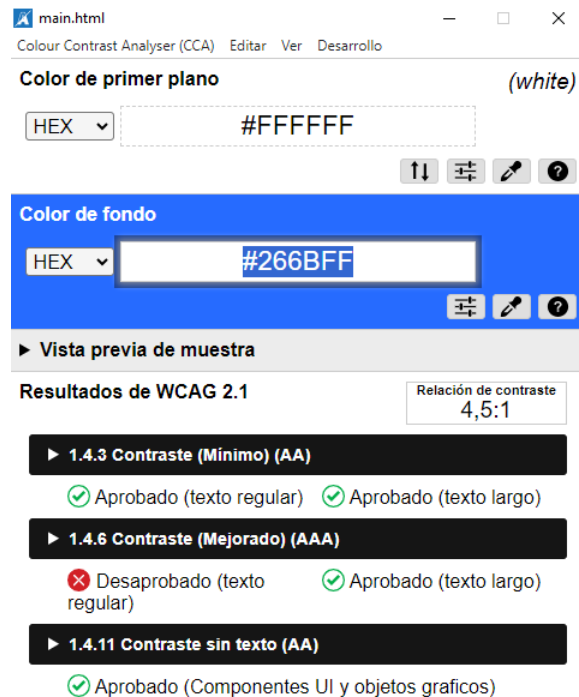 main.html
Colour Contrast Analyser (CCA) Editar Ver Desarrollo
Color de primer plano (white)
HEX #FFFFFF
Color de fondo
HEX #266BFF
Vista previa de muestra
Resultados de WCAG 2.1
Relación de contraste
4,5:1
1.4.3 Contraste (Mínimo) (AA)
Aprobado (texto regular) Aprobado (texto largo)
1.4.6 Contraste (Mejorado) (AAA)
Desaprobado (texto regular) Aprobado (texto largo)
1.4.11 Contraste sin texto (AA)
Aprobado (Componentes UI y objetos graficos)